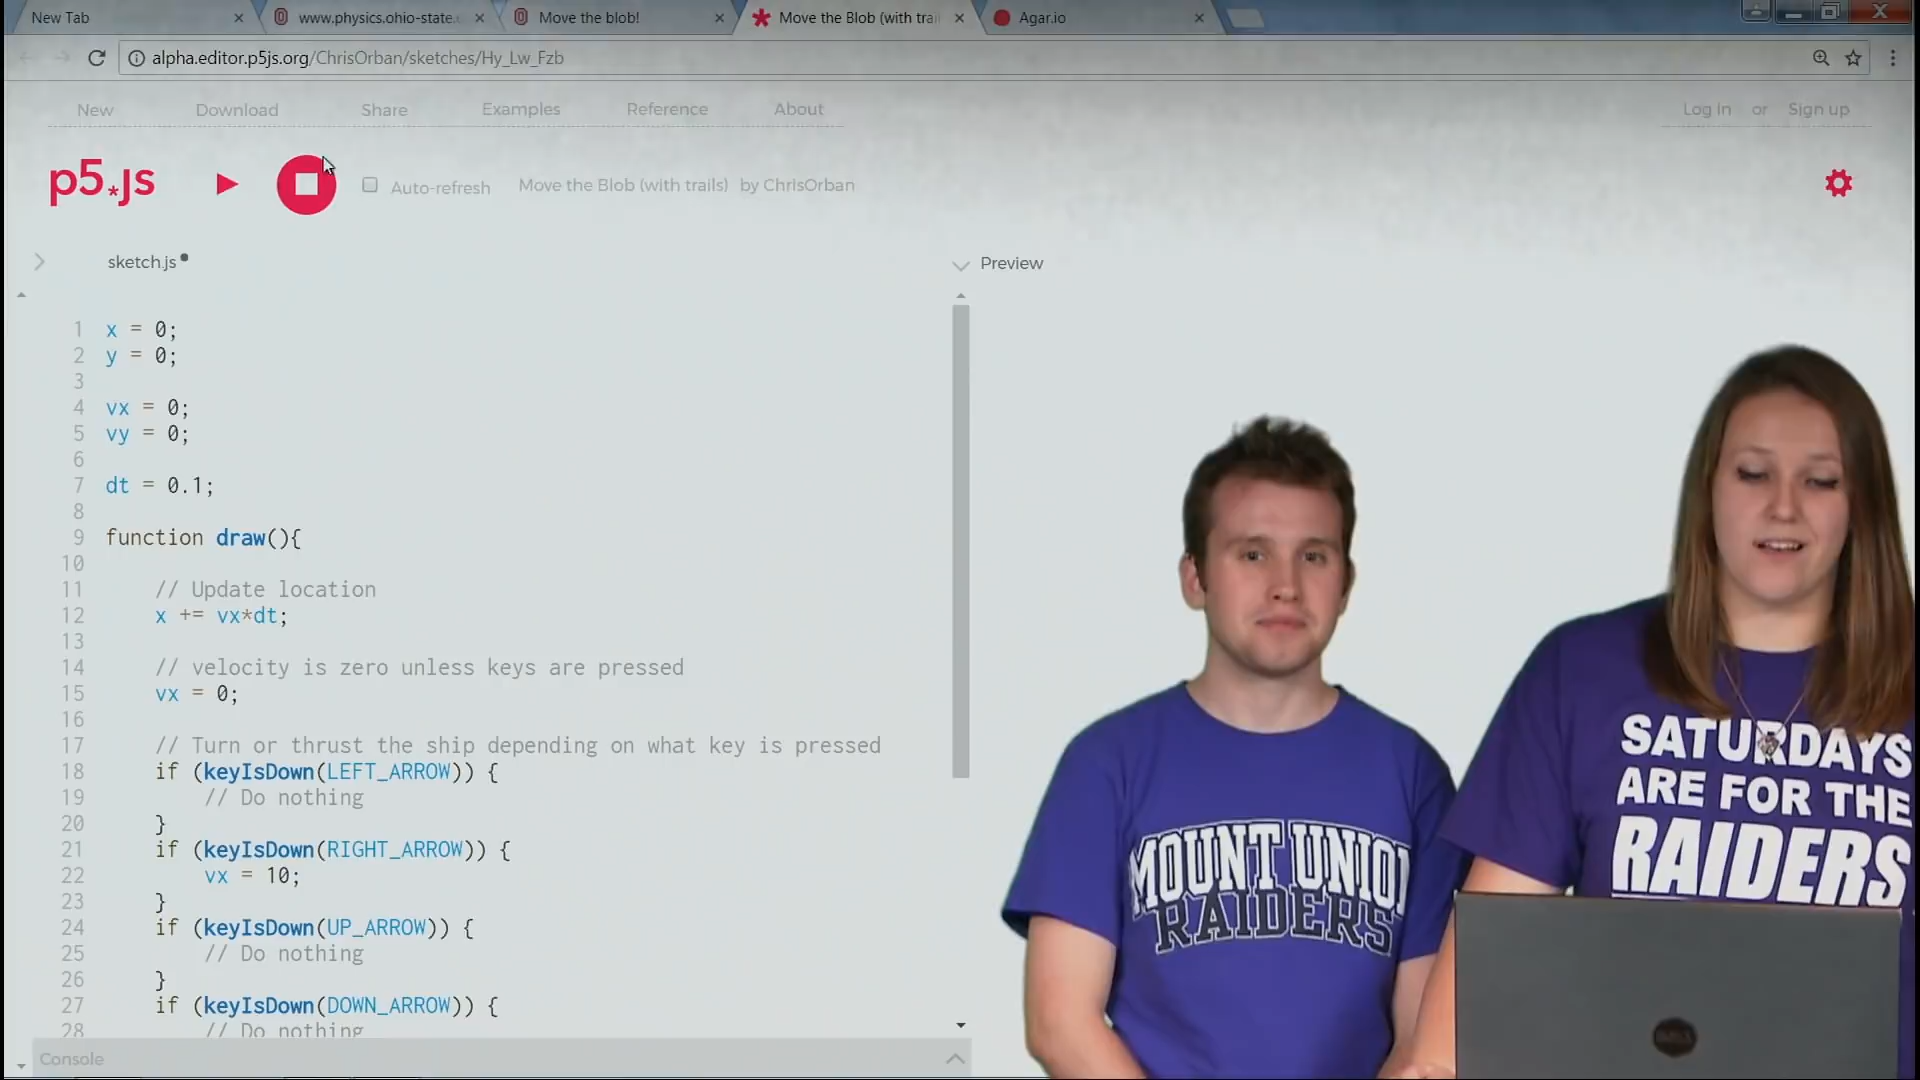 New Tab
www.physics.ohio-state.
Move the blob!
Move the Blob (with trai
Agar.io
alpha.editor.p5js.org/ChrisOrban/sketches/Hy_Lw_Fzb
New
Download
Share
Examples
Reference
About
Log in or Sign up
p5*js
Auto-refresh
Move the Blob (with trails) by ChrisOrban
sketch.js
Preview
1 x = 0;
2 y = 0;
3
4 vx = 0;
5 vy = 0;
6
7 dt = 0.1;
8
9 function draw(){
10
11 // Update location
12 x += vx*dt;
13
14 // velocity is zero unless keys are pressed
15 vx = 0;
16
17 // Turn or thrust the ship depending on what key is pressed
18 if (keyIsDown(LEFT_ARROW)) {
19 // Do nothing
20 }
21 if (keyIsDown(RIGHT_ARROW)) {
22 vx = 10;
23 }
24 if (keyIsDown(UP_ARROW)) {
25 // Do nothing
26 }
27 if (keyIsDown(DOWN_ARROW)) {
28 // Do nothing
Console
MOUNT UNION
RAIDERS
SATURDAYS
ARE FOR THE
RAIDERS
DELL